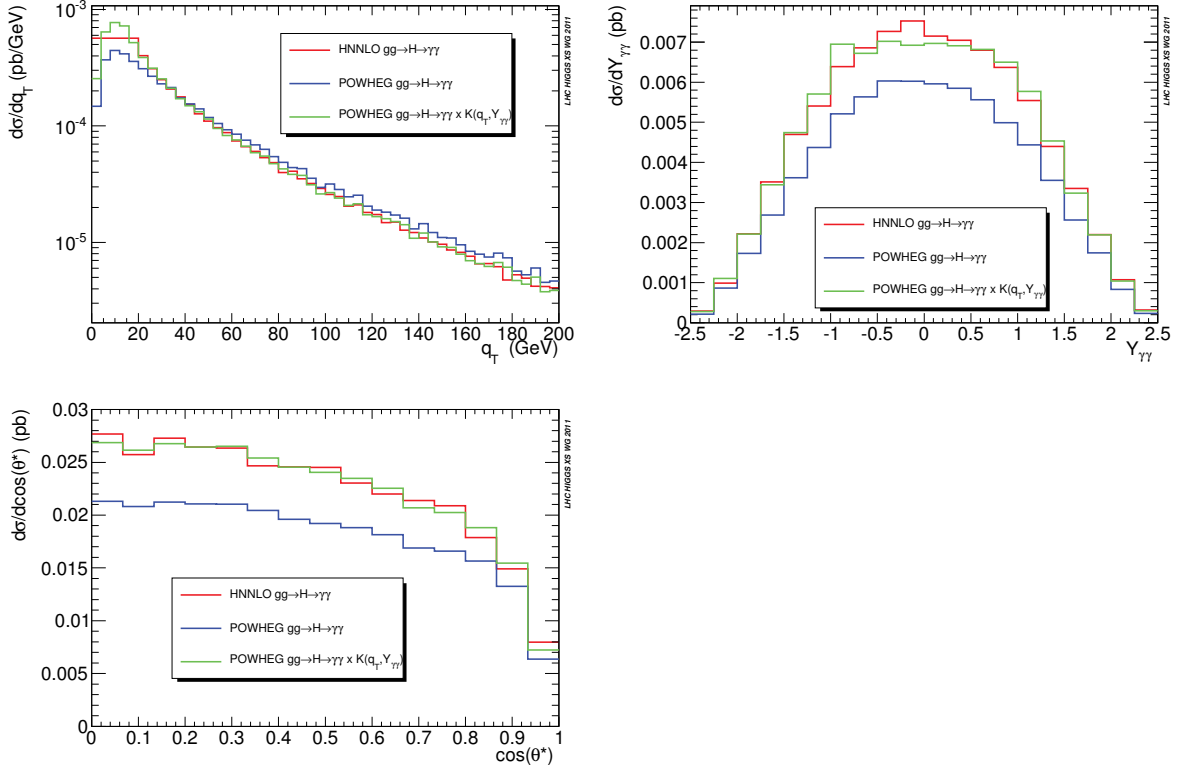 dσ/dq_T (pb/GeV)
10^-3
10^-4
10^-5
HNNLO gg→H→γγ
POWHEG gg→H→γγ
POWHEG gg→H→γγ x K(q_T,Y_γγ)
LHC HIGGS XS WG 2011
0 20 40 60 80 100 120 140 160 180 200
q_T (GeV)
dσ/dY_γγ (pb)
0.007
0.006
0.005
0.004
0.003
0.002
0.001
0
HNNLO gg→H→γγ
POWHEG gg→H→γγ
POWHEG gg→H→γγ x K(q_T,Y_γγ)
LHC HIGGS XS WG 2011
-2.5 -2 -1.5 -1 -0.5 0 0.5 1 1.5 2 2.5
Y_γγ
dσ/dcos(θ*) (pb)
0.03
0.025
0.02
0.015
0.01
0.005
0
HNNLO gg→H→γγ
POWHEG gg→H→γγ
POWHEG gg→H→γγ x K(q_T,Y_γγ)
LHC HIGGS XS WG 2011
0 0.1 0.2 0.3 0.4 0.5 0.6 0.7 0.8 0.9 1
cos(θ*)